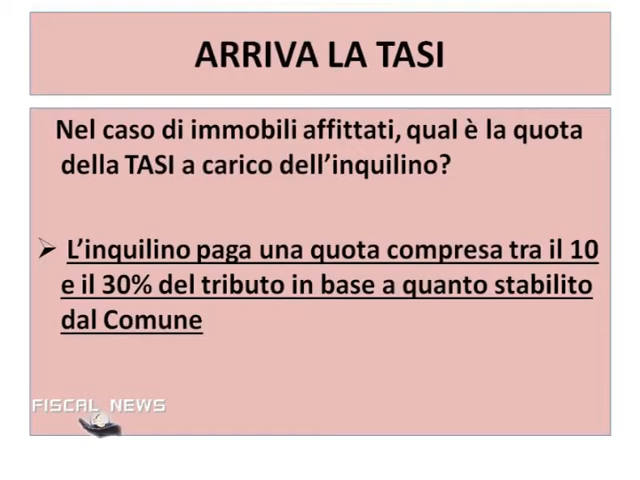 ARRIVA LA TASI
Nel caso di immobili affittati, qual è la quota
della TASI a carico dell'inquilino?
➢ L'inquilino paga una quota compresa tra il 10
e il 30% del tributo in base a quanto stabilito
dal Comune
FISCAL NEWS